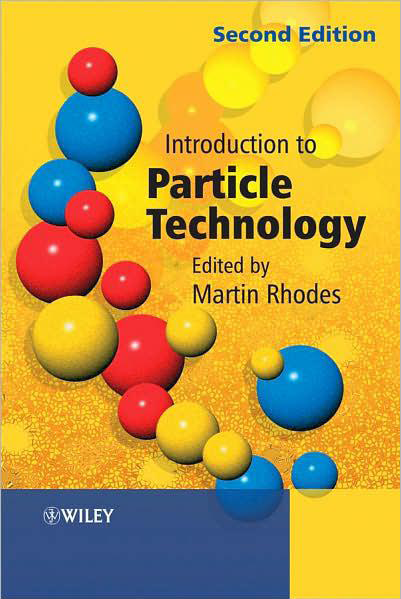 Second Edition
Introduction to
Particle
Technology
Edited by
Martin Rhodes
WILEY